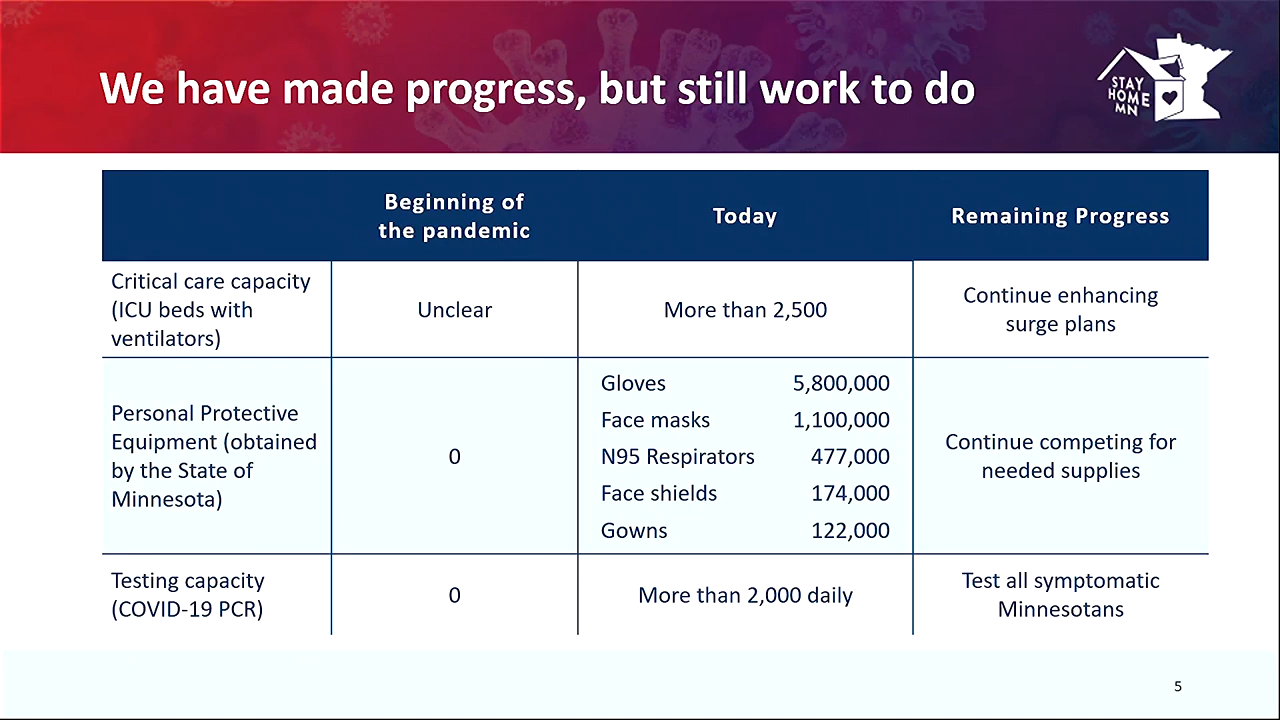 We have made progress, but still work to do
STAY
HOME
MN
Beginning of
the pandemic
Today
Remaining Progress
Critical care capacity
(ICU beds with
ventilators)
Unclear
More than 2,500
Continue enhancing
surge plans
Personal Protective
Equipment (obtained
by the State of
Minnesota)
0
Gloves 5,800,000
Face masks 1,100,000
N95 Respirators 477,000
Face shields 174,000
Gowns 122,000
Continue competing for
needed supplies
Testing capacity
(COVID-19 PCR)
0
More than 2,000 daily
Test all symptomatic
Minnesotans
5